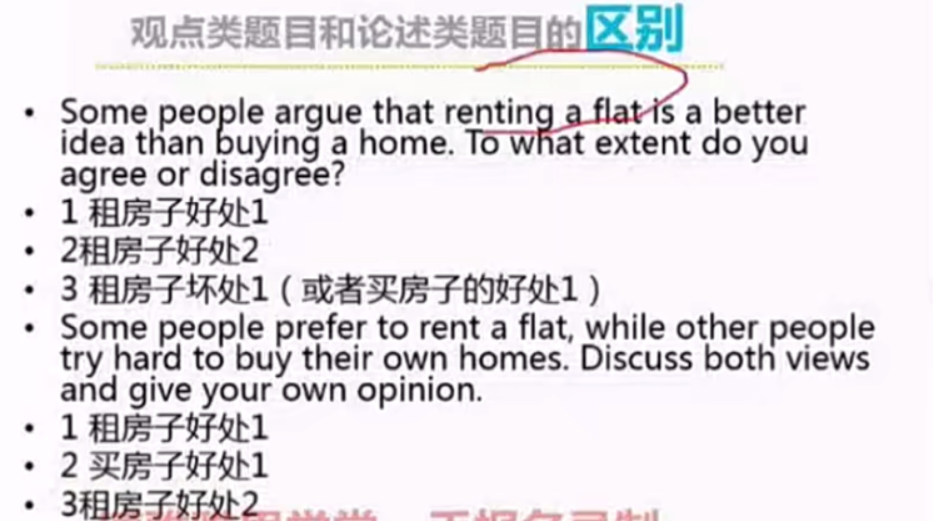 观点类题目和论述类题目的区别
• Some people argue that renting a flat is a better
idea than buying a home. To what extent do you
agree or disagree?
• 1 租房子好处1
• 2租房子好处2
• 3 租房子坏处1（或者买房子的好处1）
• Some people prefer to rent a flat, while other people
try hard to buy their own homes. Discuss both views
and give your own opinion.
• 1 租房子好处1
• 2 买房子好处1
• 3租房子好处2